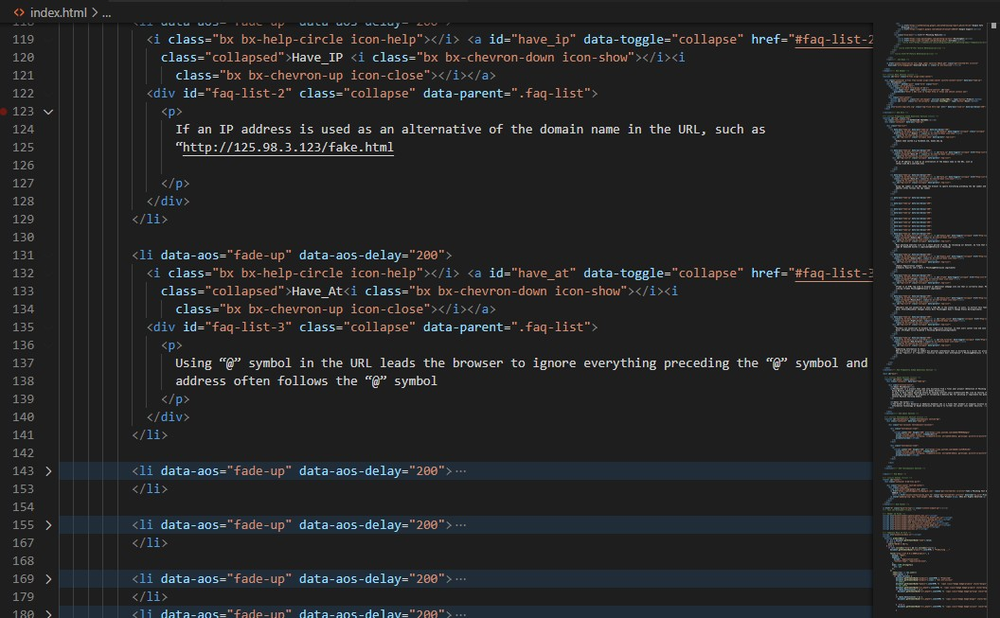 index.html > ...
118 <li data-aos="fade-up" data-aos-delay="200">
119 <i class="bx bx-help-circle icon-help"></i> <a id="have_ip" data-toggle="collapse" href="#faq-list-2
120 class="collapsed">Have_IP <i class="bx bx-chevron-down icon-show"></i><i
121 class="bx bx-chevron-up icon-close"></i></a>
122 <div id="faq-list-2" class="collapse" data-parent=".faq-list">
123 <p>
124 If an IP address is used as an alternative of the domain name in the URL, such as
125 “http://125.98.3.123/fake.html
126
127 </p>
128 </div>
129 </li>
130
131 <li data-aos="fade-up" data-aos-delay="200">
132 <i class="bx bx-help-circle icon-help"></i> <a id="have_at" data-toggle="collapse" href="#faq-list-3
133 class="collapsed">Have_At<i class="bx bx-chevron-down icon-show"></i><i
134 class="bx bx-chevron-up icon-close"></i></a>
135 <div id="faq-list-3" class="collapse" data-parent=".faq-list">
136 <p>
137 Using “@” symbol in the URL leads the browser to ignore everything preceding the “@” symbol and
138 address often follows the “@” symbol
139 </p>
140 </div>
141 </li>
142
143 <li data-aos="fade-up" data-aos-delay="200">···
153 </li>
154
155 <li data-aos="fade-up" data-aos-delay="200">···
167 </li>
168
169 <li data-aos="fade-up" data-aos-delay="200">···
179 </li>
180 <li data-aos="fade-up" data-aos-delay="200">···